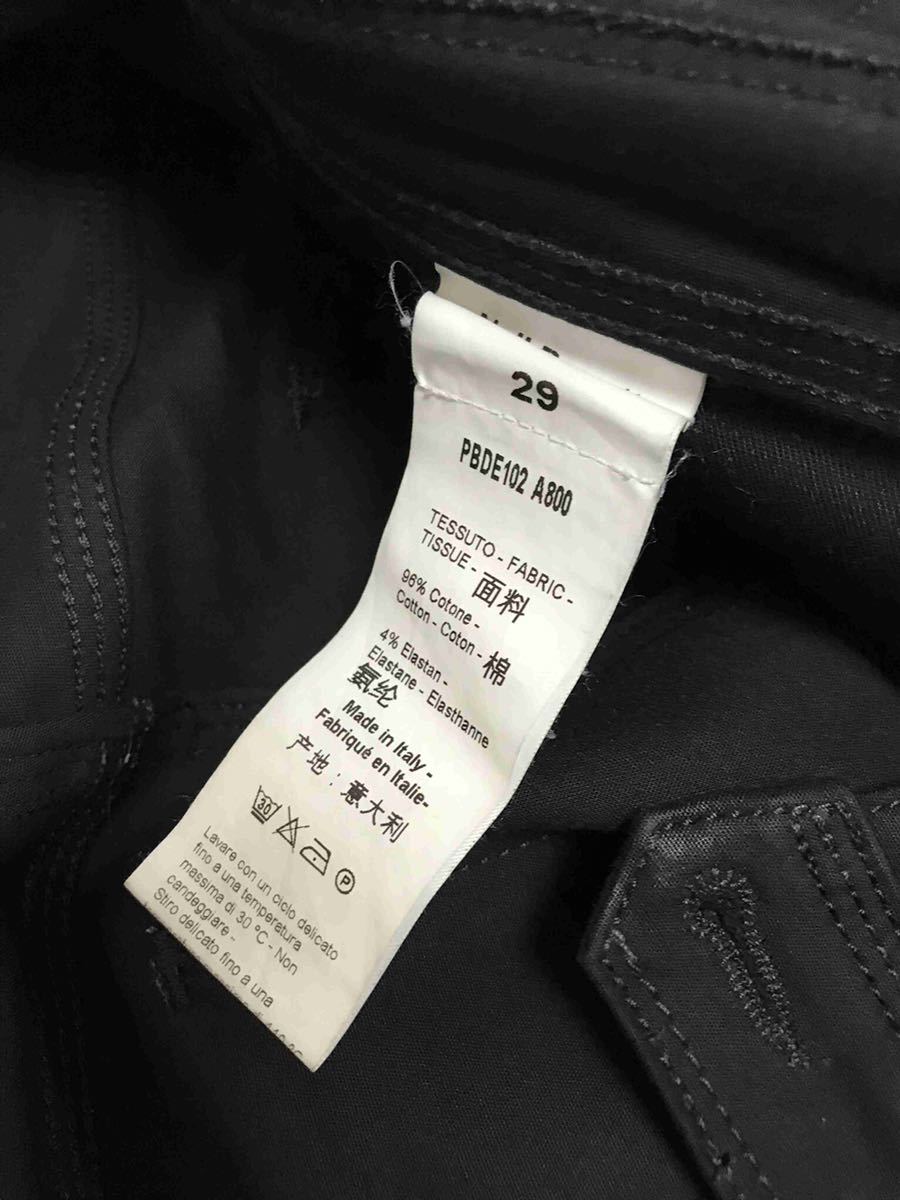 29
PBDE102 A800
TESSUTO - FABRIC -
TISSUE - 面料
96% Cotone -
Cotton - Coton - 棉
4% Elastan -
Elastane - Elasthanne
氨纶
Made in Italy -
Fabriqué en Italie-
产地：意大利
30 P
Lavare con un ciclo delicato
fino a una temperatura
massima di 30 °C - Non
candeggiare -
Stiro delicato fino a una